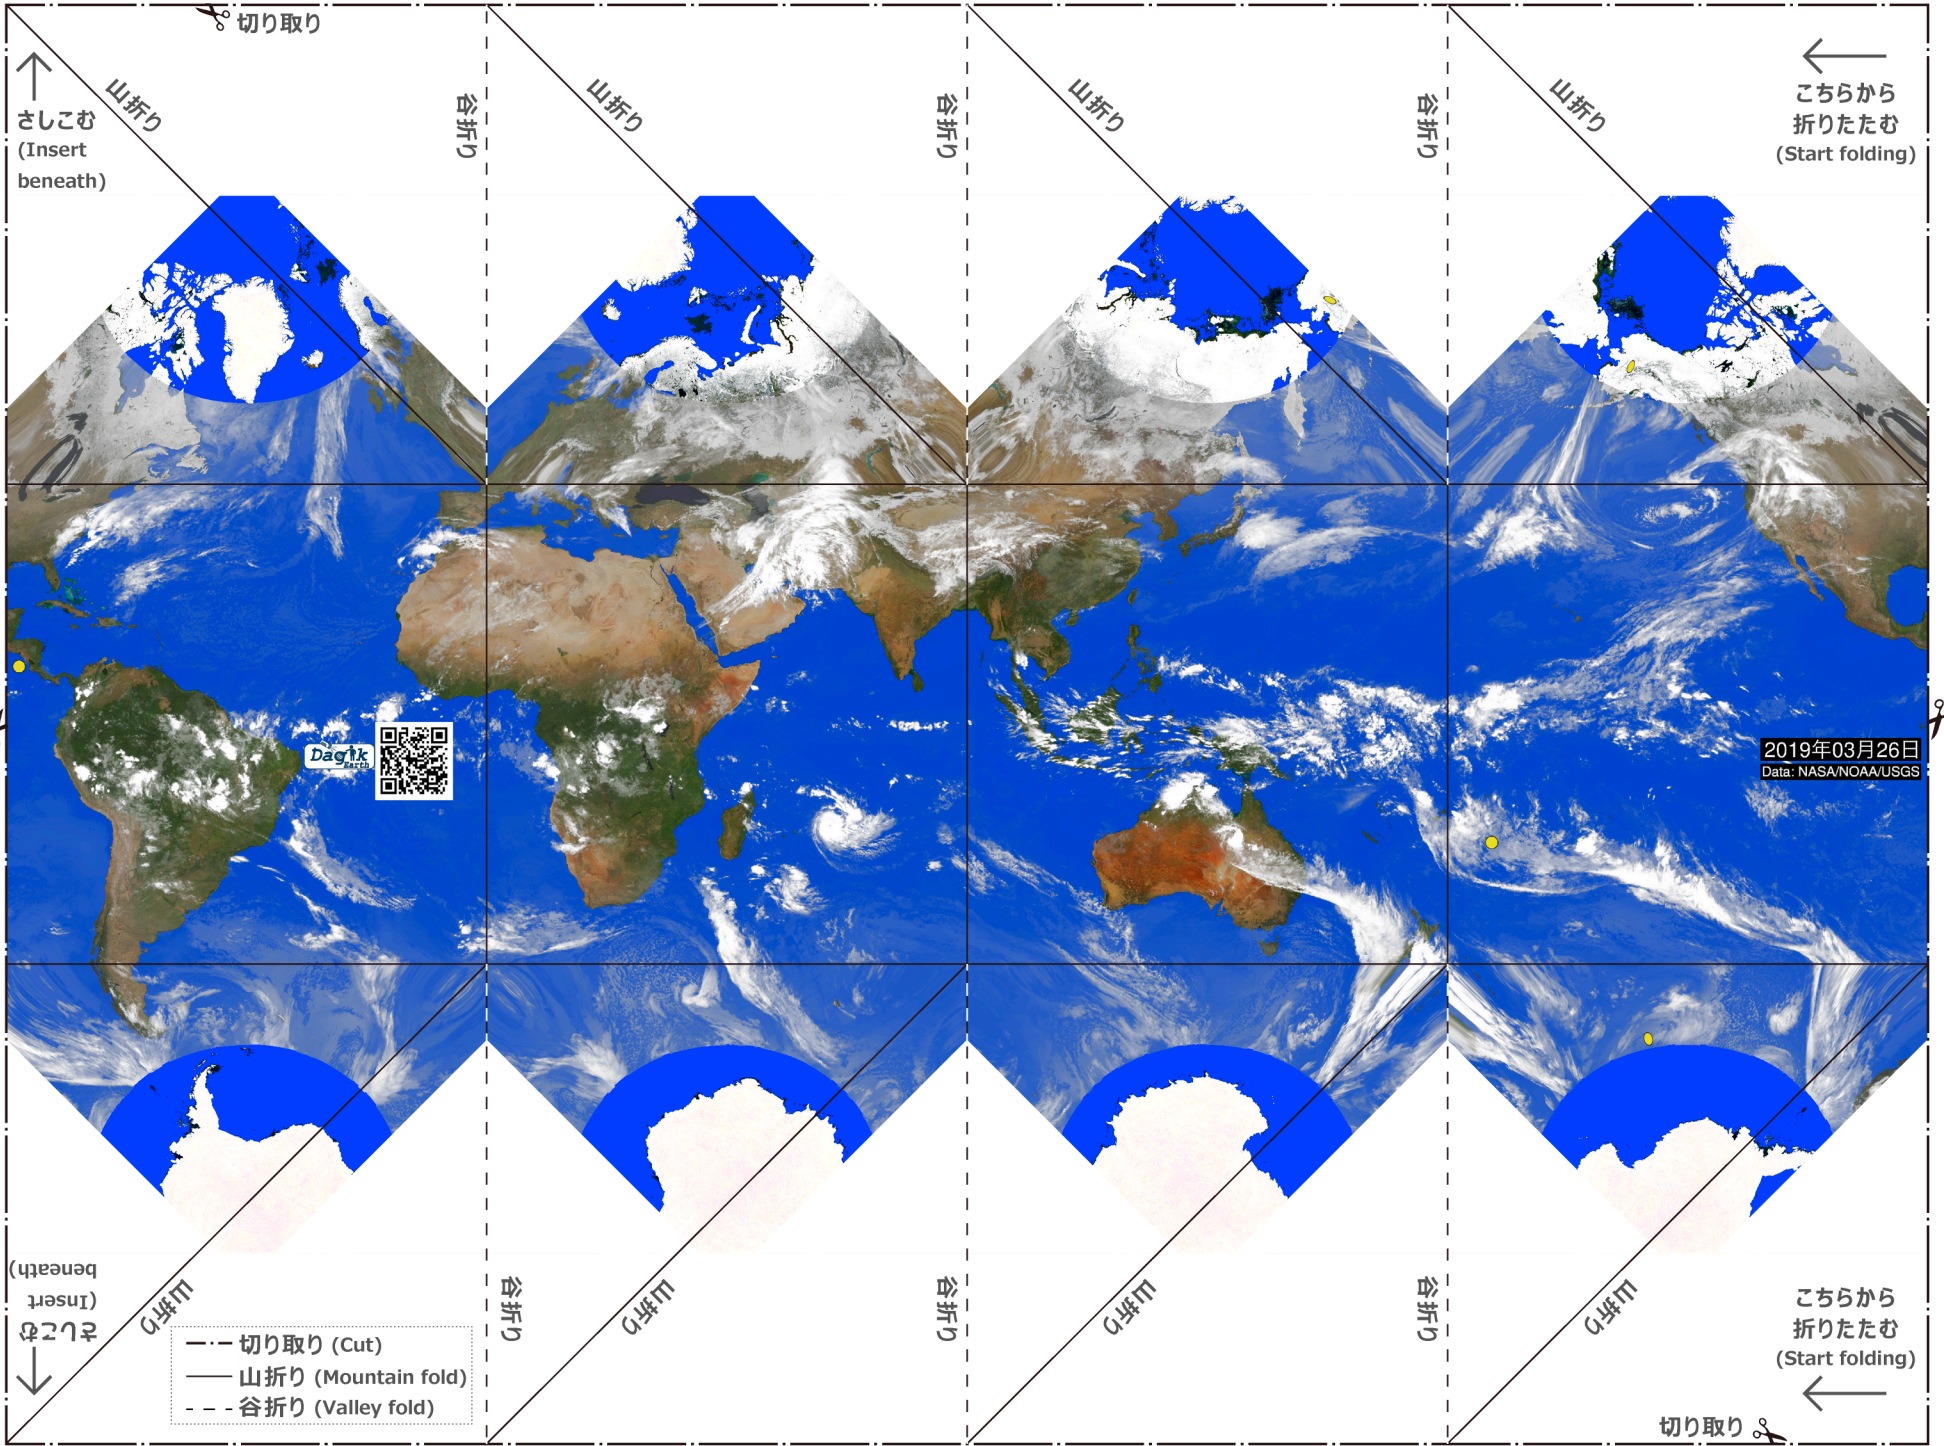 切り取り
山折り
谷折り
山折り
谷折り
山折り
谷折り
山折り
さしこむ
(Insert
beneath)
こちらから
折りたたむ
(Start folding)
Dagik
Earth
2019年03月26日
Data: NASA/NOAA/USGS
さしこむ
(Insert
beneath)
山折り
谷折り
山折り
谷折り
山折り
谷折り
山折り
こちらから
折りたたむ
(Start folding)
切り取り (Cut)
山折り (Mountain fold)
谷折り (Valley fold)
切り取り